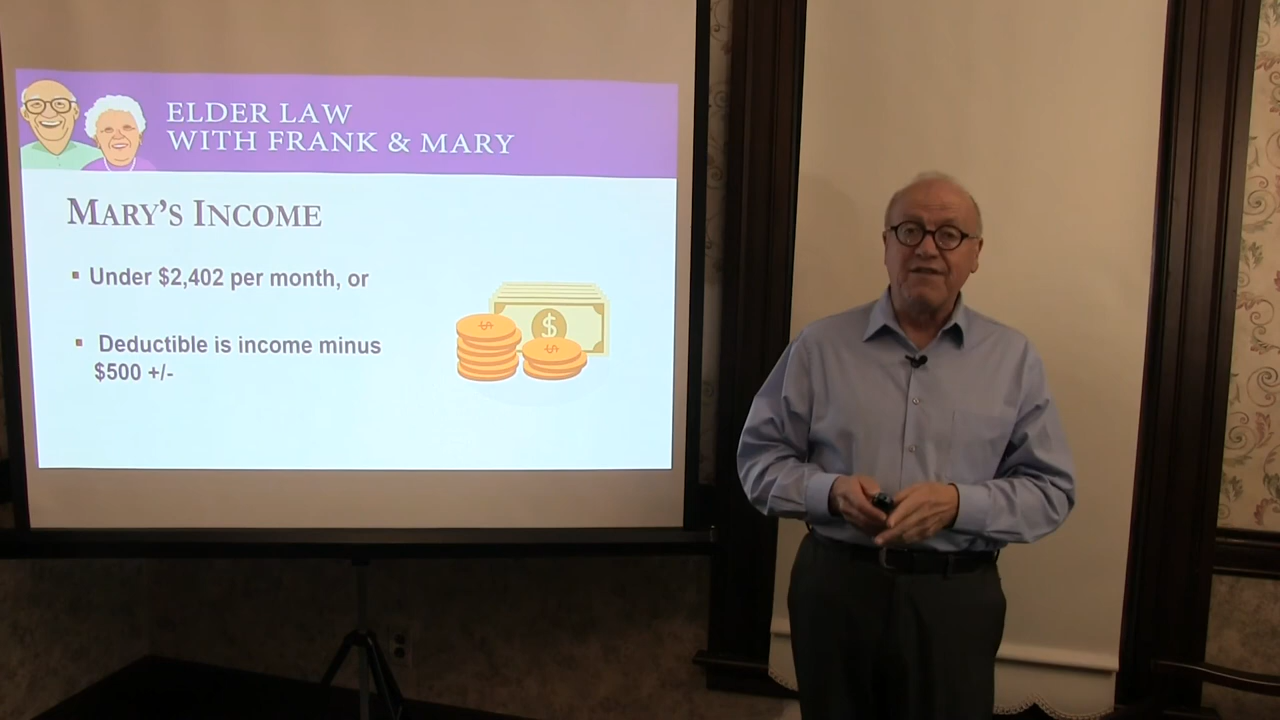 ELDER LAW
WITH FRANK & MARY
MARY'S INCOME
Under $2,402 per month, or
Deductible is income minus
$500 +/-
$
$
$